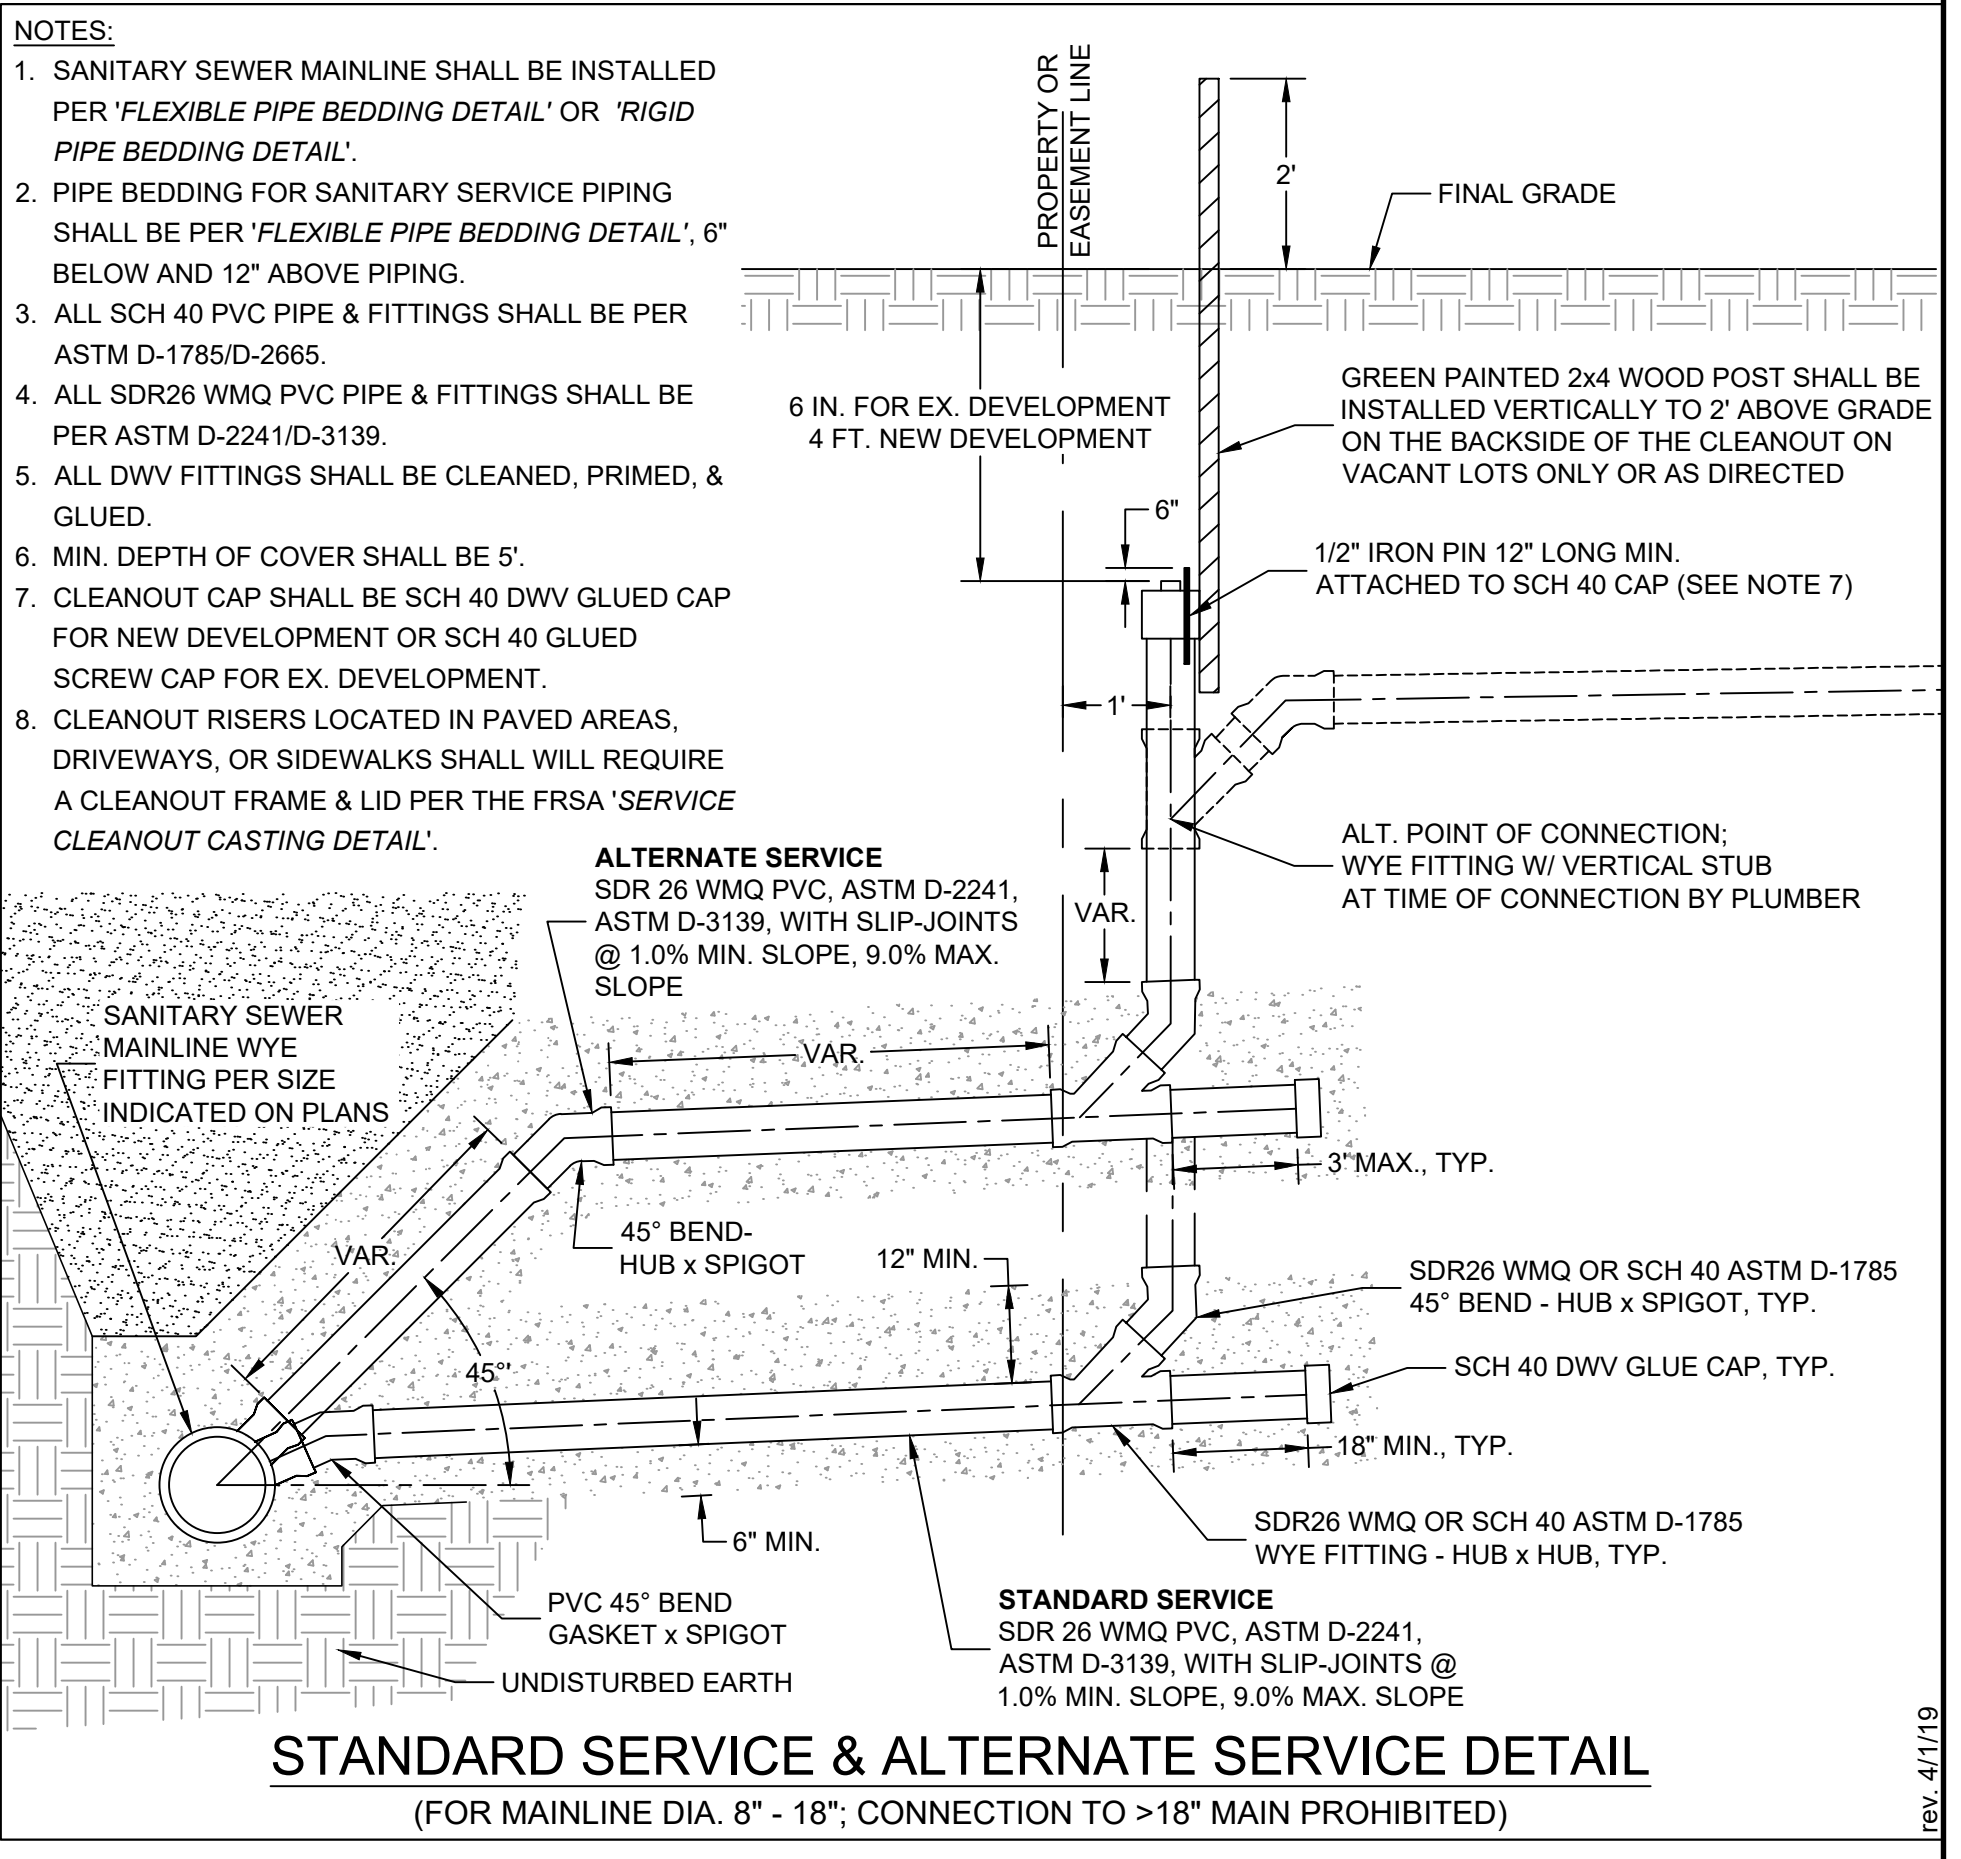 NOTES:
1. SANITARY SEWER MAINLINE SHALL BE INSTALLED
PER 'FLEXIBLE PIPE BEDDING DETAIL' OR 'RIGID
PIPE BEDDING DETAIL'.
2. PIPE BEDDING FOR SANITARY SERVICE PIPING
SHALL BE PER 'FLEXIBLE PIPE BEDDING DETAIL', 6"
BELOW AND 12" ABOVE PIPING.
3. ALL SCH 40 PVC PIPE & FITTINGS SHALL BE PER
ASTM D-1785/D-2665.
4. ALL SDR26 WMQ PVC PIPE & FITTINGS SHALL BE
PER ASTM D-2241/D-3139.
5. ALL DWV FITTINGS SHALL BE CLEANED, PRIMED, &
GLUED.
6. MIN. DEPTH OF COVER SHALL BE 5'.
7. CLEANOUT CAP SHALL BE SCH 40 DWV GLUED CAP
FOR NEW DEVELOPMENT OR SCH 40 GLUED
SCREW CAP FOR EX. DEVELOPMENT.
8. CLEANOUT RISERS LOCATED IN PAVED AREAS,
DRIVEWAYS, OR SIDEWALKS SHALL WILL REQUIRE
A CLEANOUT FRAME & LID PER THE FRSA 'SERVICE
CLEANOUT CASTING DETAIL'.
PROPERTY OR
EASEMENT LINE
2'
FINAL GRADE
6 IN. FOR EX. DEVELOPMENT
4 FT. NEW DEVELOPMENT
GREEN PAINTED 2x4 WOOD POST SHALL BE
INSTALLED VERTICALLY TO 2' ABOVE GRADE
ON THE BACKSIDE OF THE CLEANOUT ON
VACANT LOTS ONLY OR AS DIRECTED
6"
1/2" IRON PIN 12" LONG MIN.
ATTACHED TO SCH 40 CAP (SEE NOTE 7)
1'
ALT. POINT OF CONNECTION;
WYE FITTING W/ VERTICAL STUB
AT TIME OF CONNECTION BY PLUMBER
VAR.
ALTERNATE SERVICE
SDR 26 WMQ PVC, ASTM D-2241,
ASTM D-3139, WITH SLIP-JOINTS
@ 1.0% MIN. SLOPE, 9.0% MAX.
SLOPE
SANITARY SEWER
MAINLINE WYE
FITTING PER SIZE
INDICATED ON PLANS
VAR.
3' MAX., TYP.
VAR.
45° BEND-
HUB x SPIGOT
12" MIN.
SDR26 WMQ OR SCH 40 ASTM D-1785
45° BEND - HUB x SPIGOT, TYP.
45°'
SCH 40 DWV GLUE CAP, TYP.
18" MIN., TYP.
6" MIN.
SDR26 WMQ OR SCH 40 ASTM D-1785
WYE FITTING - HUB x HUB, TYP.
PVC 45° BEND
GASKET x SPIGOT
UNDISTURBED EARTH
STANDARD SERVICE
SDR 26 WMQ PVC, ASTM D-2241,
ASTM D-3139, WITH SLIP-JOINTS @
1.0% MIN. SLOPE, 9.0% MAX. SLOPE
STANDARD SERVICE & ALTERNATE SERVICE DETAIL
(FOR MAINLINE DIA. 8" - 18"; CONNECTION TO >18" MAIN PROHIBITED)
rev. 4/1/19